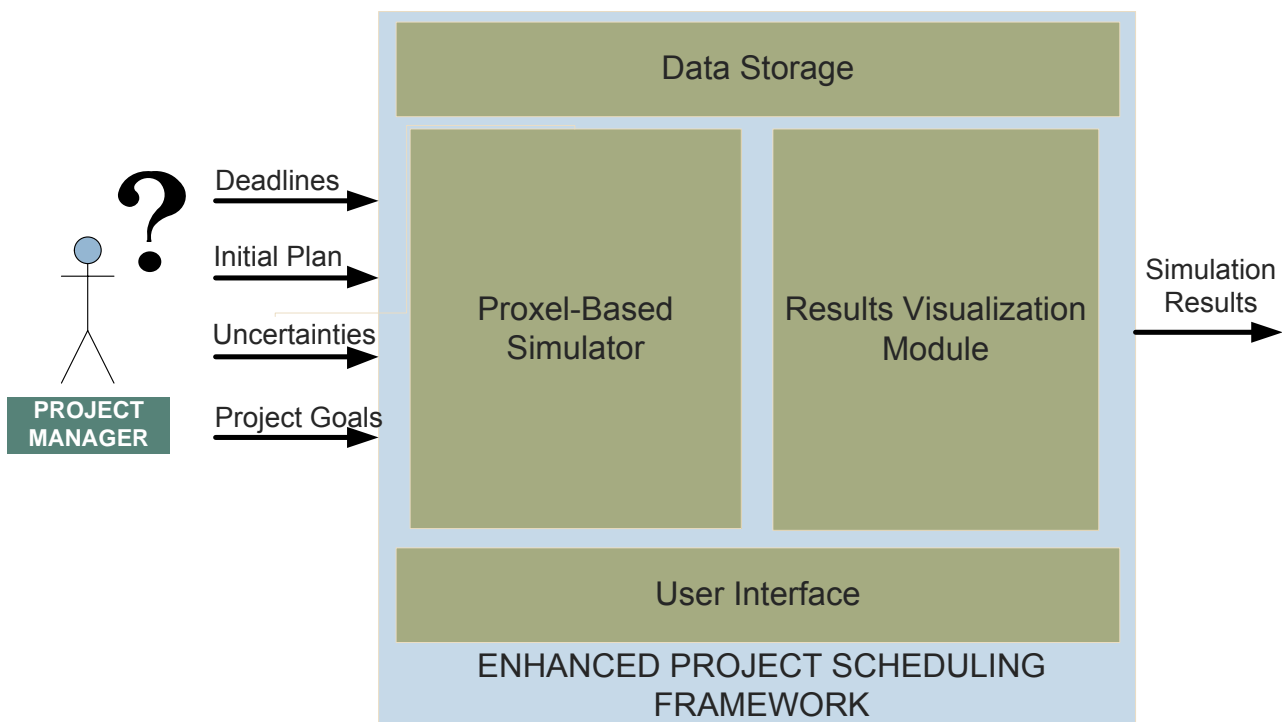 Data Storage
?
Deadlines
Initial Plan
Uncertainties
Project Goals
PROJECT
MANAGER
Proxel-Based
Simulator
Results Visualization
Module
Simulation
Results
User Interface
ENHANCED PROJECT SCHEDULING
FRAMEWORK